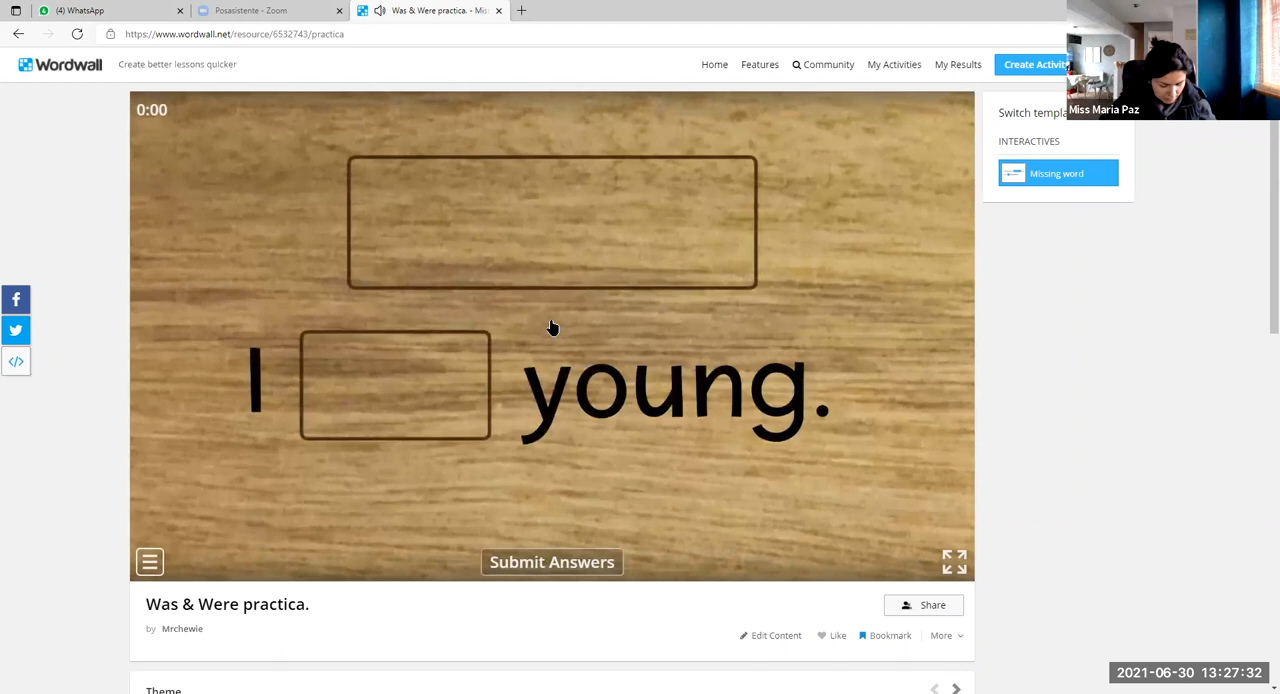 (4) WhatsApp
Posasistente - Zoom
Was & Were practica. - Mis
https://www.wordwall.net/resource/6532743/practica
Wordwall
Create better lessons quicker
Home
Features
Community
My Activities
My Results
Create Activit
Miss Maria Paz
0:00
Switch templa
INTERACTIVES
Missing word
I young.
Submit Answers
Was & Were practica.
Share
by Mrchewie
Edit Content
Like
Bookmark
More
2021-06-30 13:27:32
Theme